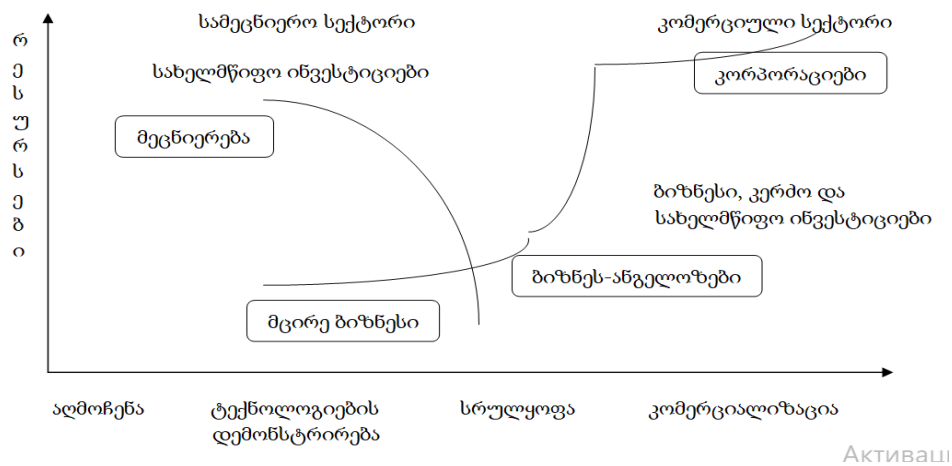 სამეცნიერო სექტორი
კომერციული სექტორი
რესურსები
სახელმწიფო ინვესტიციები
კორპორაციები
მეცნიერება
ბიზნესი, კერძო და
სახელმწიფო ინვესტიციები
ბიზნეს-ანგელოზები
მცირე ბიზნესი
აღმოჩენა
ტექნოლოგიების
დემონსტრირება
სრულყოფა
კომერციალიზაცია